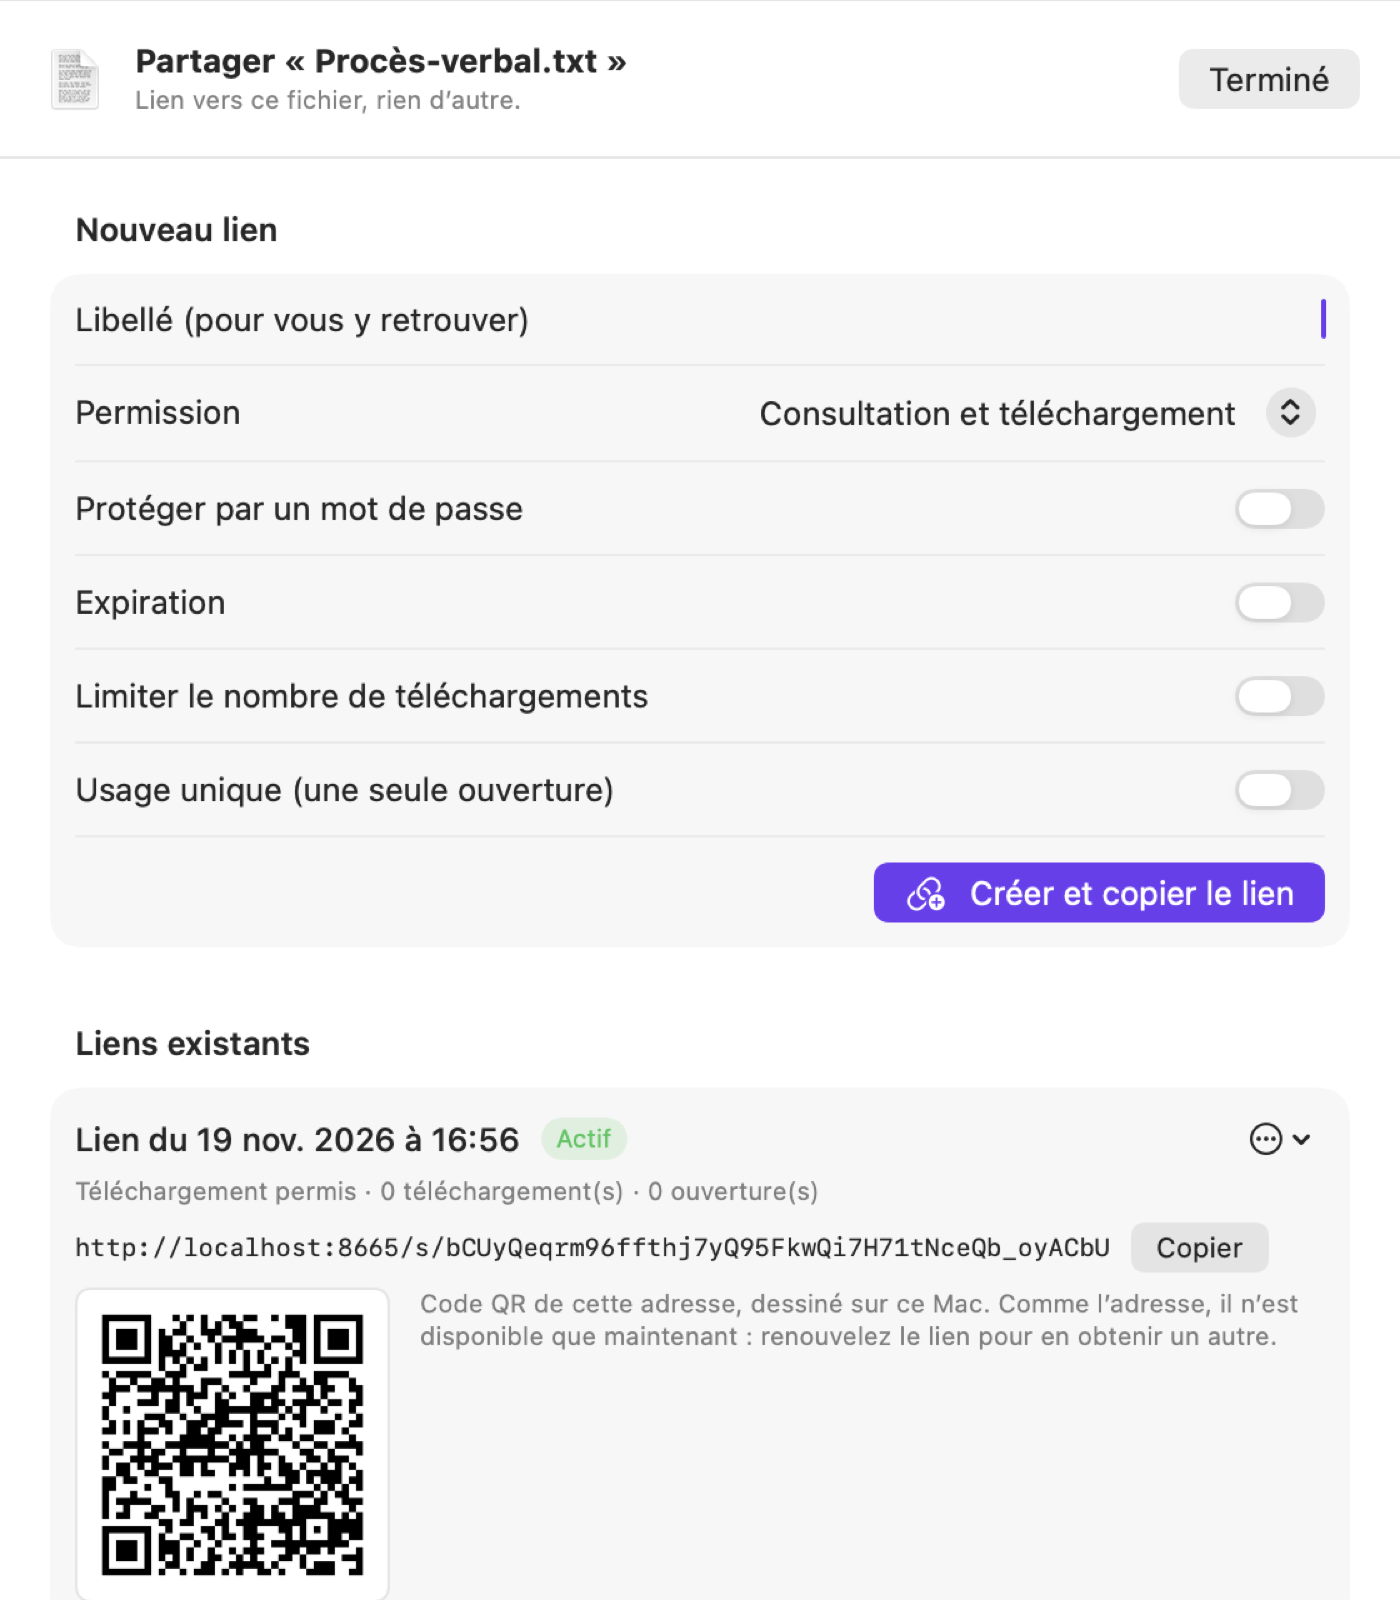 Partager « Procès-verbal.txt »
Lien vers ce fichier, rien d’autre.
Terminé
Nouveau lien
Libellé (pour vous y retrouver)
Permission
Consultation et téléchargement
Protéger par un mot de passe
Expiration
Limiter le nombre de téléchargements
Usage unique (une seule ouverture)
Créer et copier le lien
Liens existants
Lien du 19 nov. 2026 à 16:56
Actif
Téléchargement permis · 0 téléchargement(s) · 0 ouverture(s)
http://localhost:8665/s/bCUyQeqrm96ffthj7yQ95FkwQi7H71tNceQb_oyACbU
Copier
Code QR de cette adresse, dessiné sur ce Mac. Comme l’adresse, il n’est
disponible que maintenant : renouvelez le lien pour en obtenir un autre.